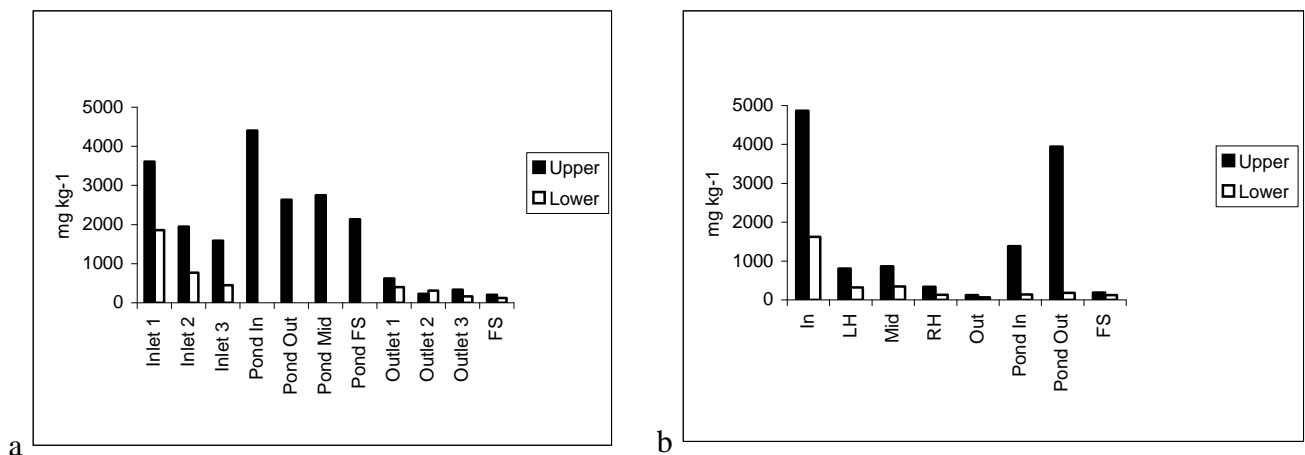 5000
4000
3000
2000
1000
0
mg kg-1
Inlet 1
Inlet 2
Inlet 3
Pond In
Pond Out
Pond Mid
Pond FS
Outlet 1
Outlet 2
Outlet 3
FS
Upper
Lower
a
5000
4000
3000
2000
1000
0
mg kg-1
In
LH
Mid
RH
Out
Pond In
Pond Out
FS
Upper
Lower
b